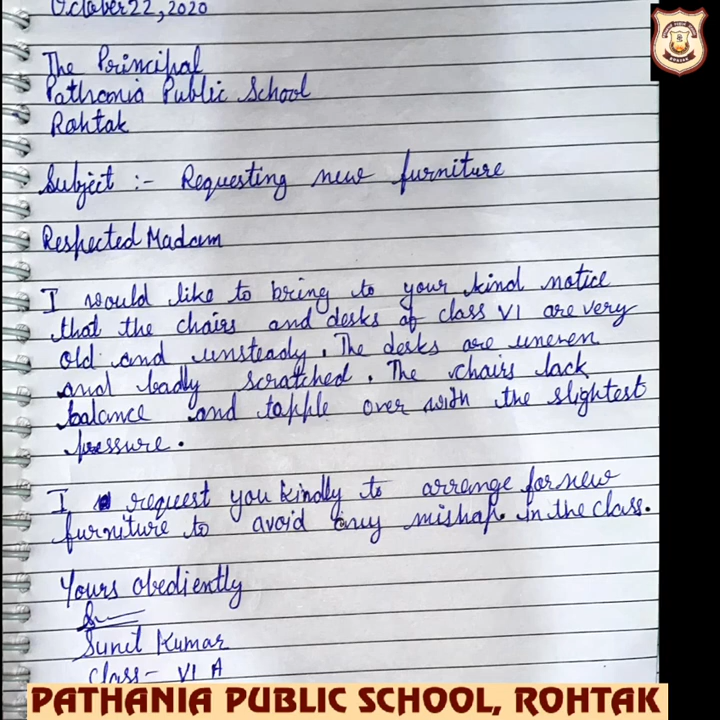 October 22, 2020
The Principal
Pathania Public School
Rohtak
Subject :- Requesting new furniture
Respected Madam
I would like to bring to your kind notice
that the chairs and desks of class VI are very
old and unsteady. The desks are uneven
and badly scratched. The chairs lack
balance and topple over with the slightest
pressure.
I request you kindly to arrange for new
furniture to avoid any mishap in the class.
Yours obediently
Sunil Kumar
Class - VI A
PATHANIA PUBLIC SCHOOL, ROHTAK